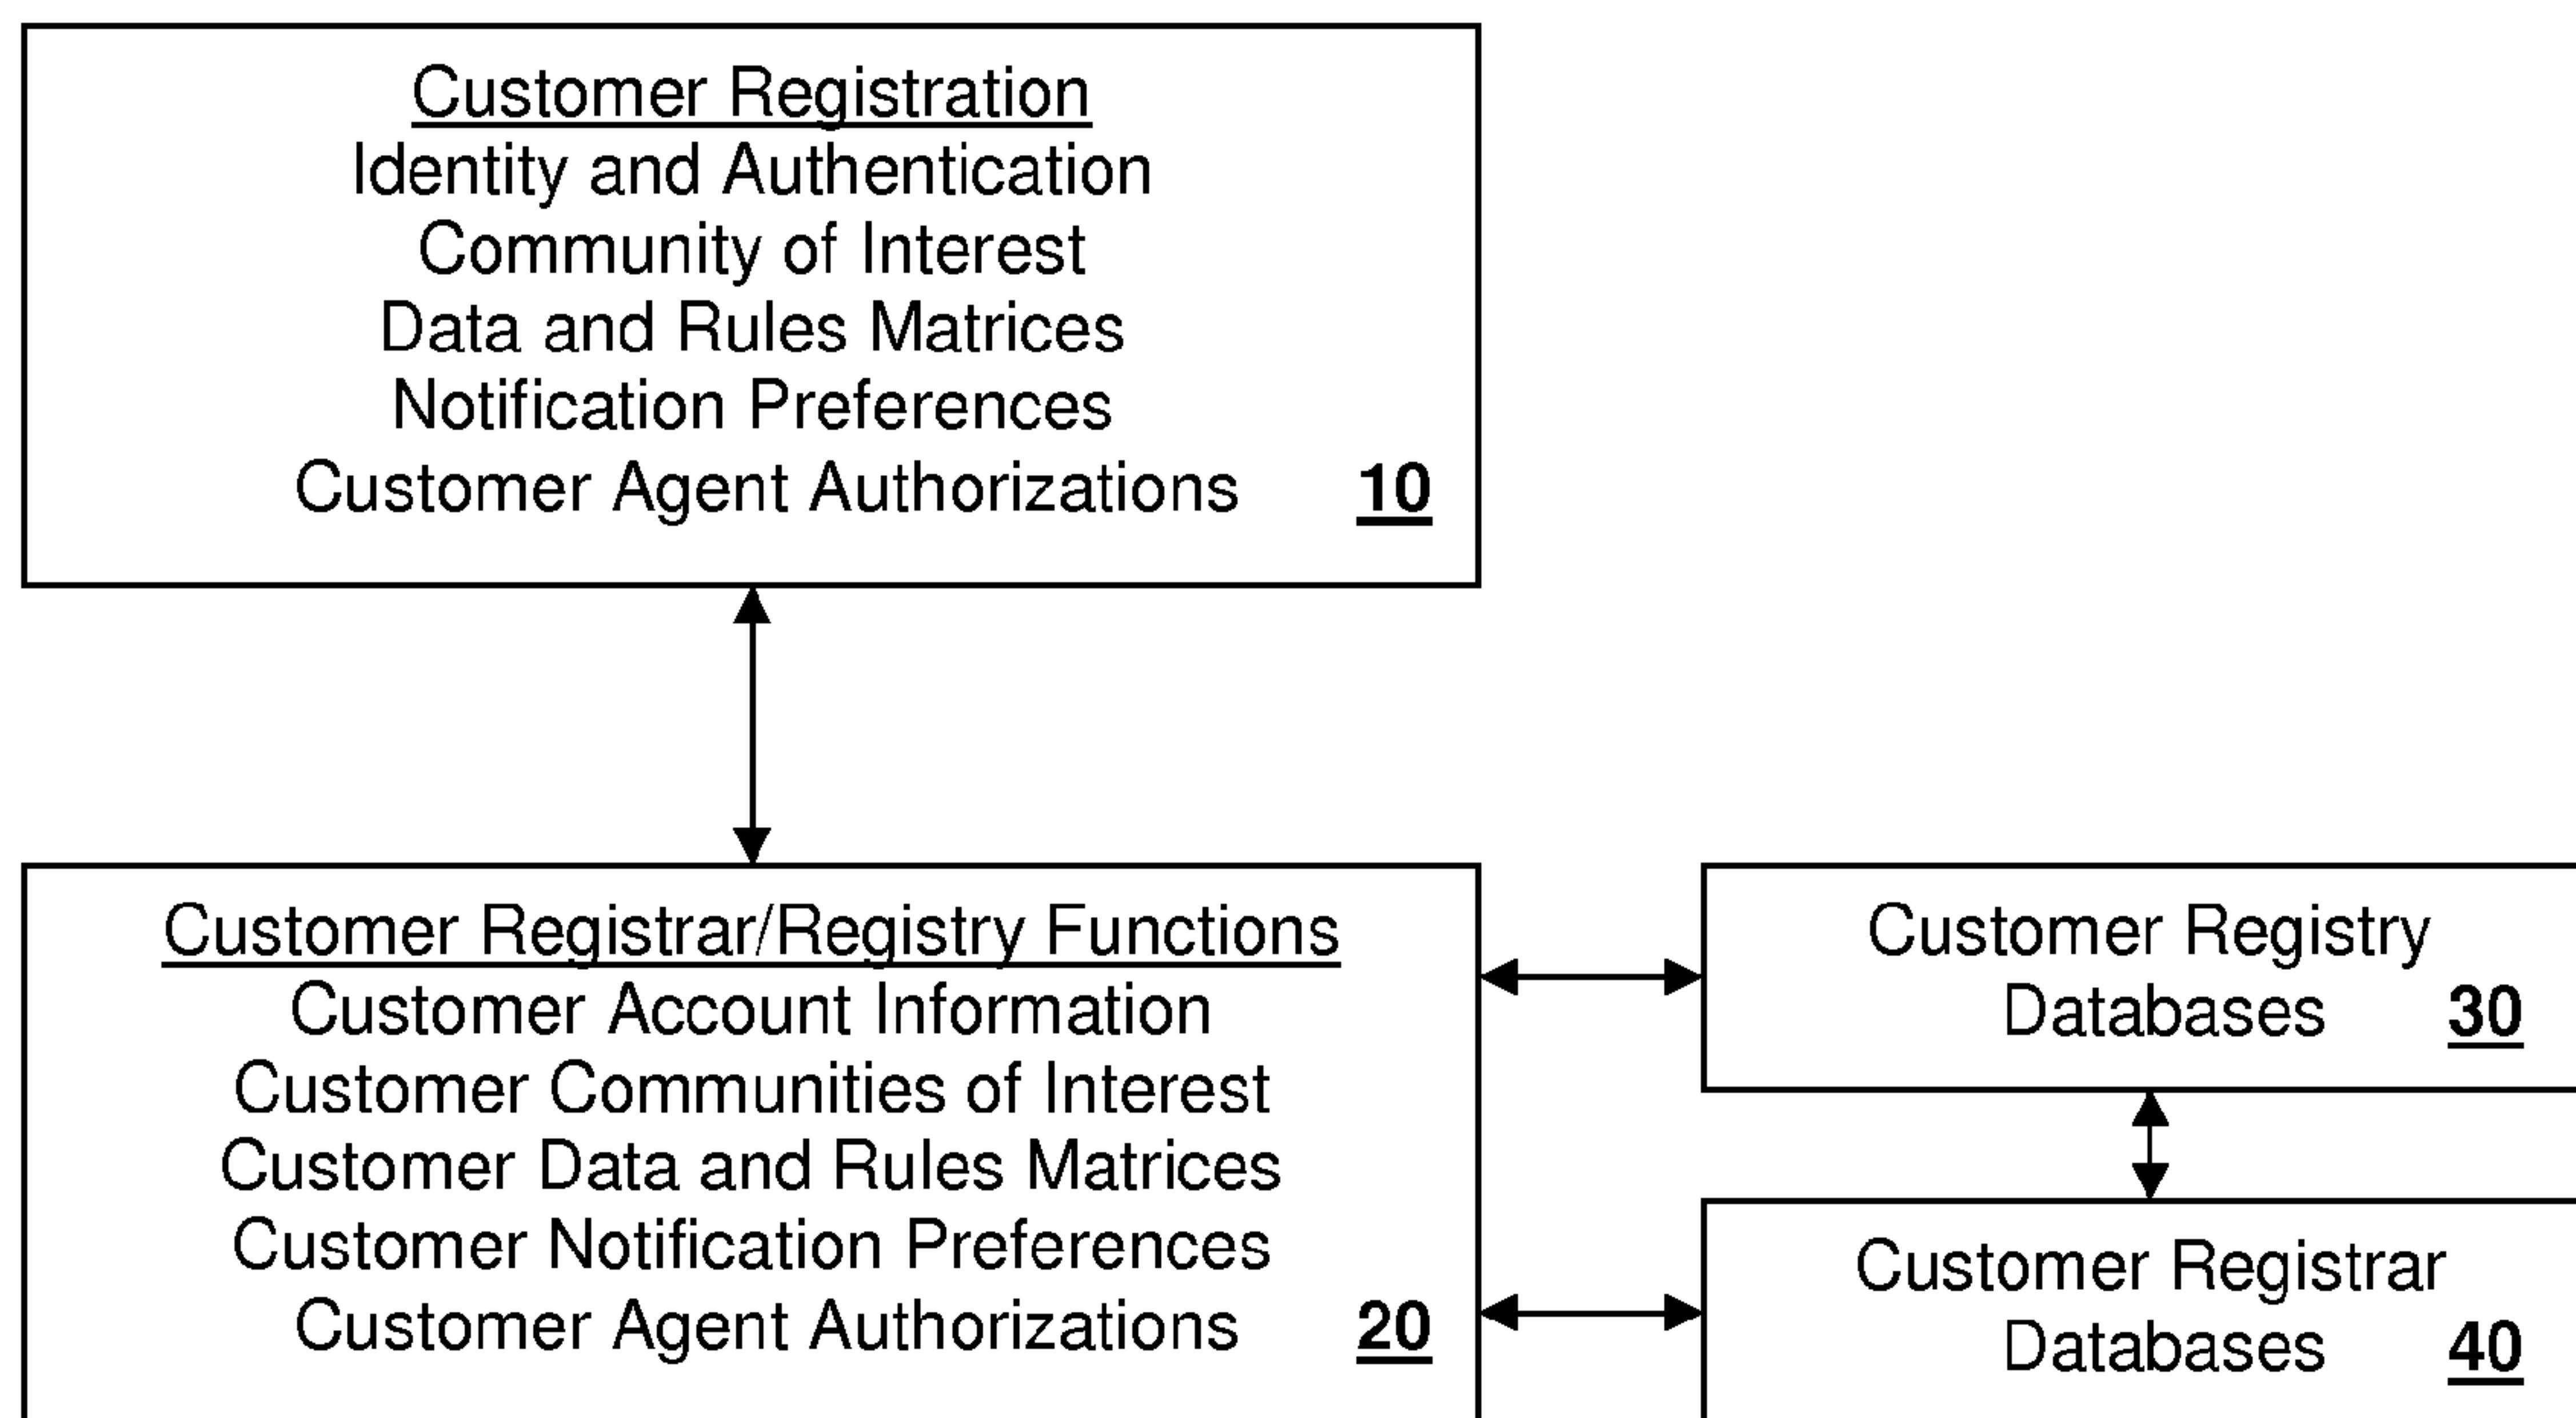 Customer Registration
Identity and Authentication
Community of Interest
Data and Rules Matrices
Notification Preferences
Customer Agent Authorizations 10
Customer Registrar/Registry Functions
Customer Account Information
Customer Communities of Interest
Customer Data and Rules Matrices
Customer Notification Preferences
Customer Agent Authorizations 20
Customer Registry
Databases 30
Customer Registrar
Databases 40